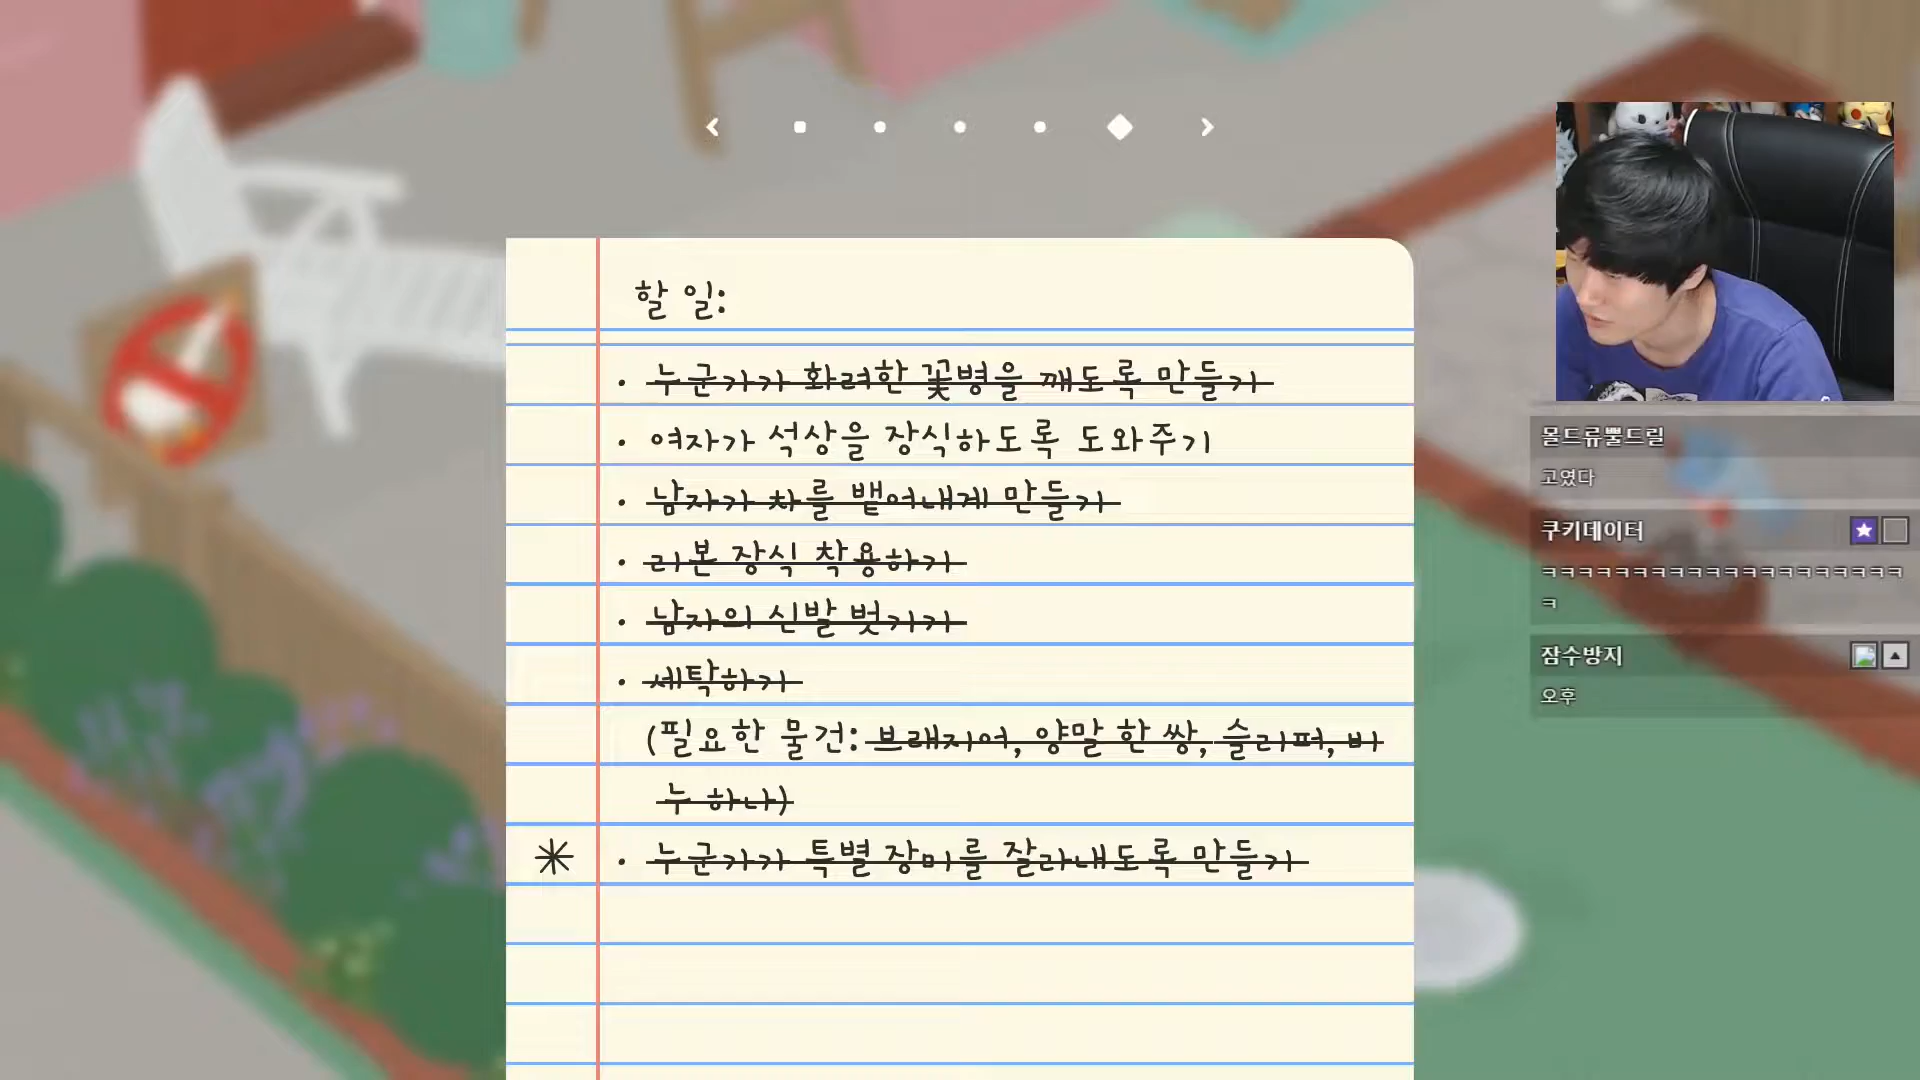 할 일:
· 누군가가 화려한 꽃병을 깨도록 만들기
· 여자가 석상을 장식하도록 도와주기
· 남자가 차를 뱉어내게 만들기
· 리본 장식 착용하기
· 남자의 신발 벗기기
· 세탁하기
(필요한 물건: 브래지어, 양말 한 쌍, 슬리퍼, 비
누 하나)
· 누군가가 특별 장미를 잘라내도록 만들기
몰드류뿔드릴
고였다
쿠키데이터
ㅋㅋㅋㅋㅋㅋㅋㅋㅋㅋㅋㅋㅋㅋㅋㅋㅋㅋㅋㅋ
ㅋ
잠수방지
오후